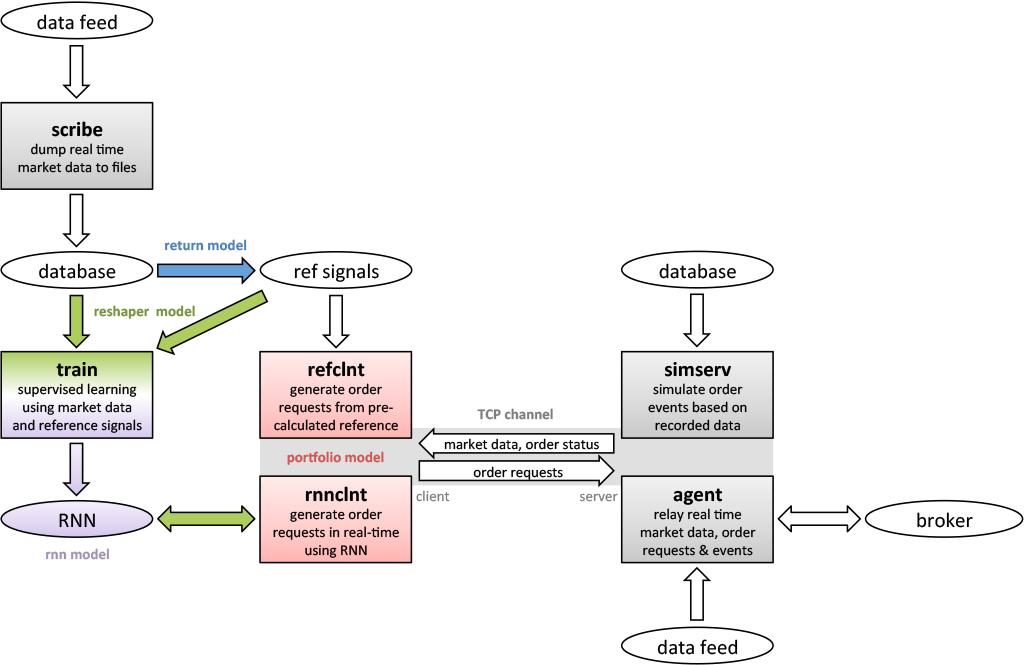 data feed
scribe
dump real time
market data to files
return model
database
ref signals
database
reshaper model
train
supervised learning
using market data
and reference signals
refclnt
generate order
requests from pre-
calculated reference
simserv
simulate order
events based on
recorded data
TCP channel
market data, order status
portfolio model
order requests
client
server
RNN
rnn model
rnnclnt
generate order
requests in real-time
using RNN
agent
relay real time
market data, order
requests & events
broker
data feed